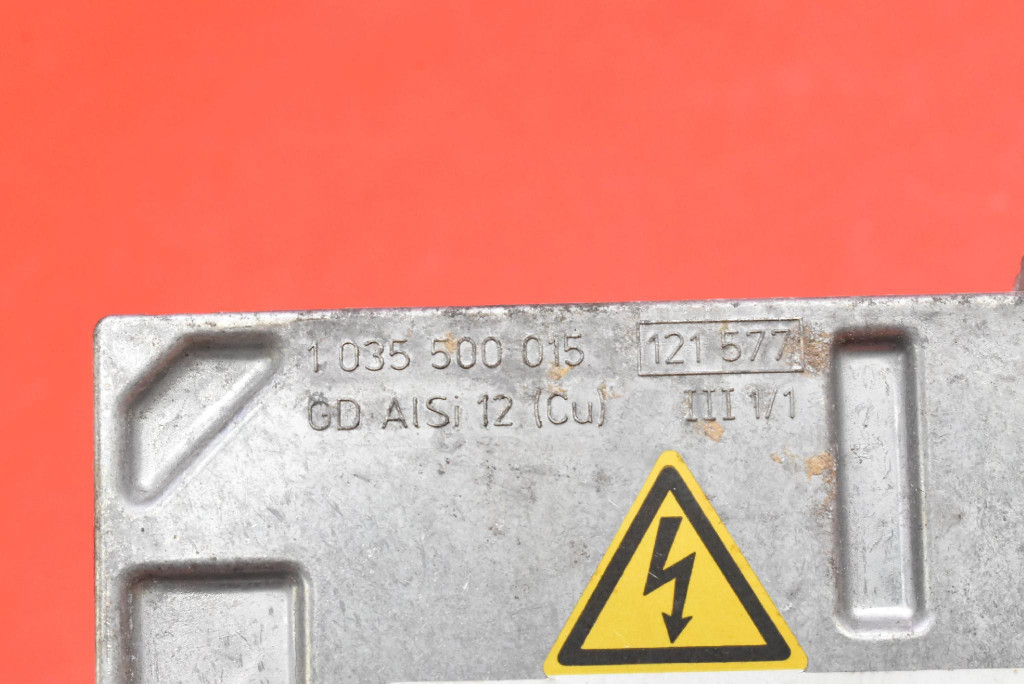 1 035 500 015 121 577
GD AlSi 12 (Cu) III 1/1